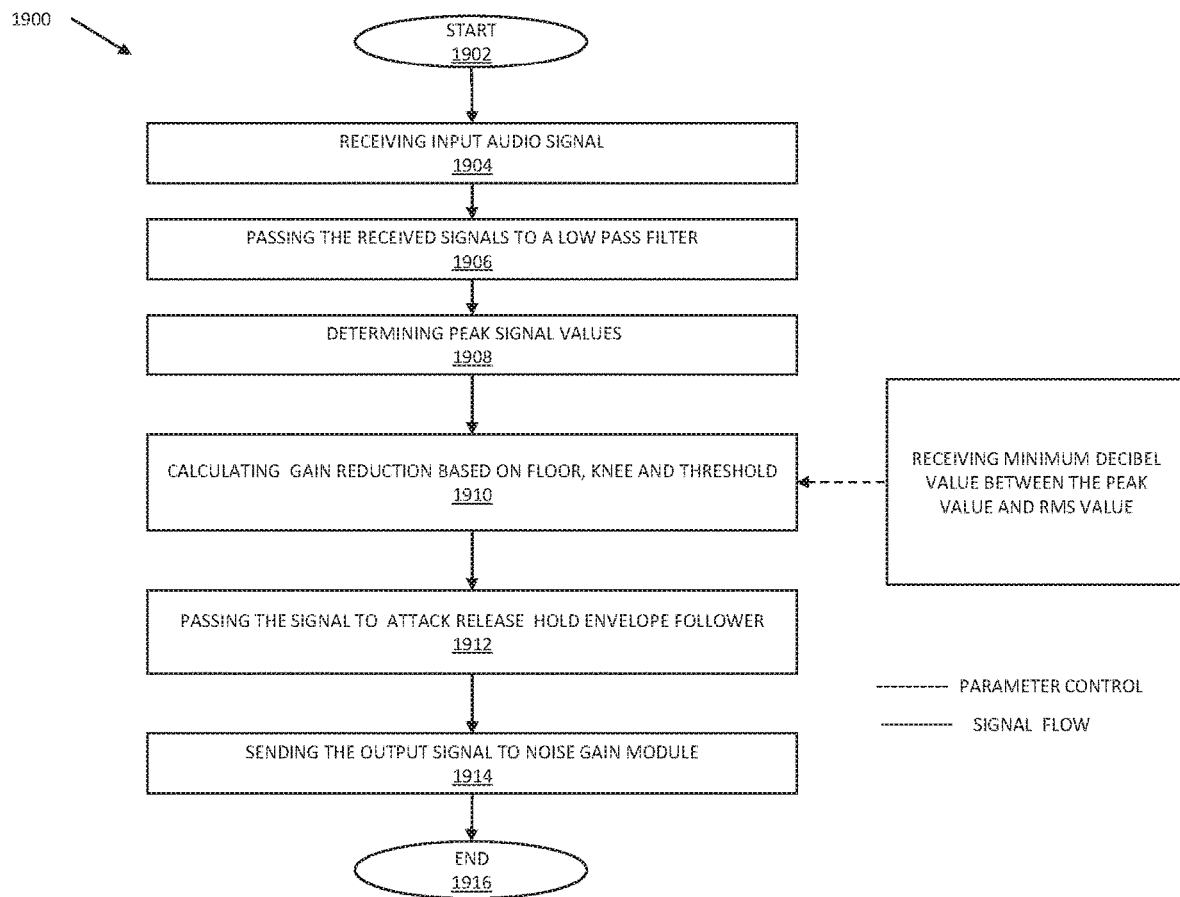 1900
START
1902
RECEIVING INPUT AUDIO SIGNAL
1904
PASSING THE RECEIVED SIGNALS TO A LOW PASS FILTER
1906
DETERMINING PEAK SIGNAL VALUES
1908
CALCULATING GAIN REDUCTION BASED ON FLOOR, KNEE AND THRESHOLD
1910
RECEIVING MINIMUM DECIBEL
VALUE BETWEEN THE PEAK
VALUE AND RMS VALUE
PASSING THE SIGNAL TO ATTACK RELEASE HOLD ENVELOPE FOLLOWER
1912
PARAMETER CONTROL
SIGNAL FLOW
SENDING THE OUTPUT SIGNAL TO NOISE GAIN MODULE
1914
END
1916